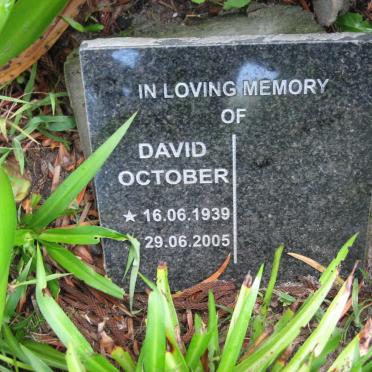 IN LOVING MEMORY
OF
DAVID
OCTOBER
★ 16.06.1939
29.06.2005